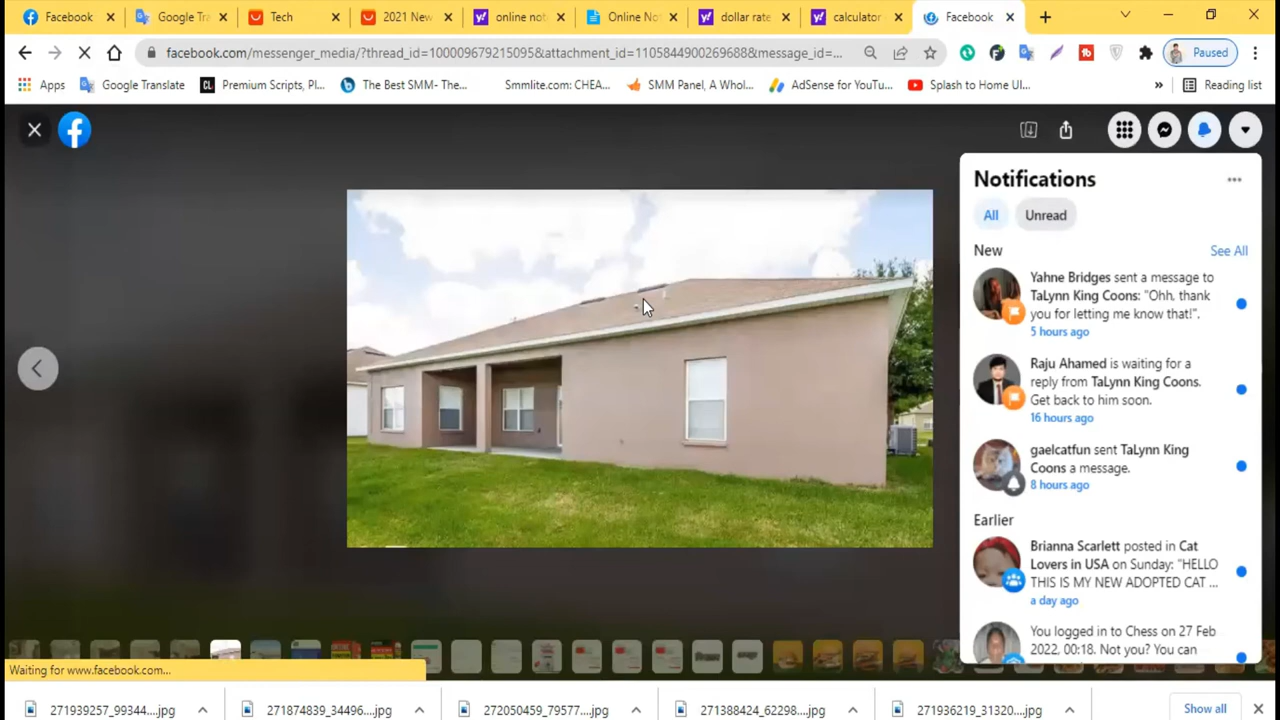 Facebook
Google Tra
Tech
2021 New
online not
Online No
dollar rate
calculator
Facebook
facebook.com/messenger_media/?thread_id=100009679215095&attachment_id=1105844900269688&message_id=...
Paused
Apps
Google Translate
CL
Premium Scripts, Pl...
The Best SMM- The...
Smmlite.com: CHEA...
SMM Panel, A Whol...
AdSense for YouTu...
Splash to Home UI...
»
Reading list
Notifications
All
Unread
New
See All
Yahne Bridges sent a message to
TaLynn King Coons: "Ohh, thank
you for letting me know that!".
5 hours ago
Raju Ahamed is waiting for a
reply from TaLynn King Coons.
Get back to him soon.
16 hours ago
gaelcatfun sent TaLynn King
Coons a message.
8 hours ago
Earlier
Brianna Scarlett posted in Cat
Lovers in USA on Sunday: "HELLO
THIS IS MY NEW ADOPTED CAT ...
a day ago
You logged in to Chess on 27 Feb
2022, 00:18. Not you? You can
Waiting for www.facebook.com...
271939257_99344....jpg
271874839_34496....jpg
272050459_79577....jpg
271388424_62298....jpg
271936219_31320....jpg
Show all